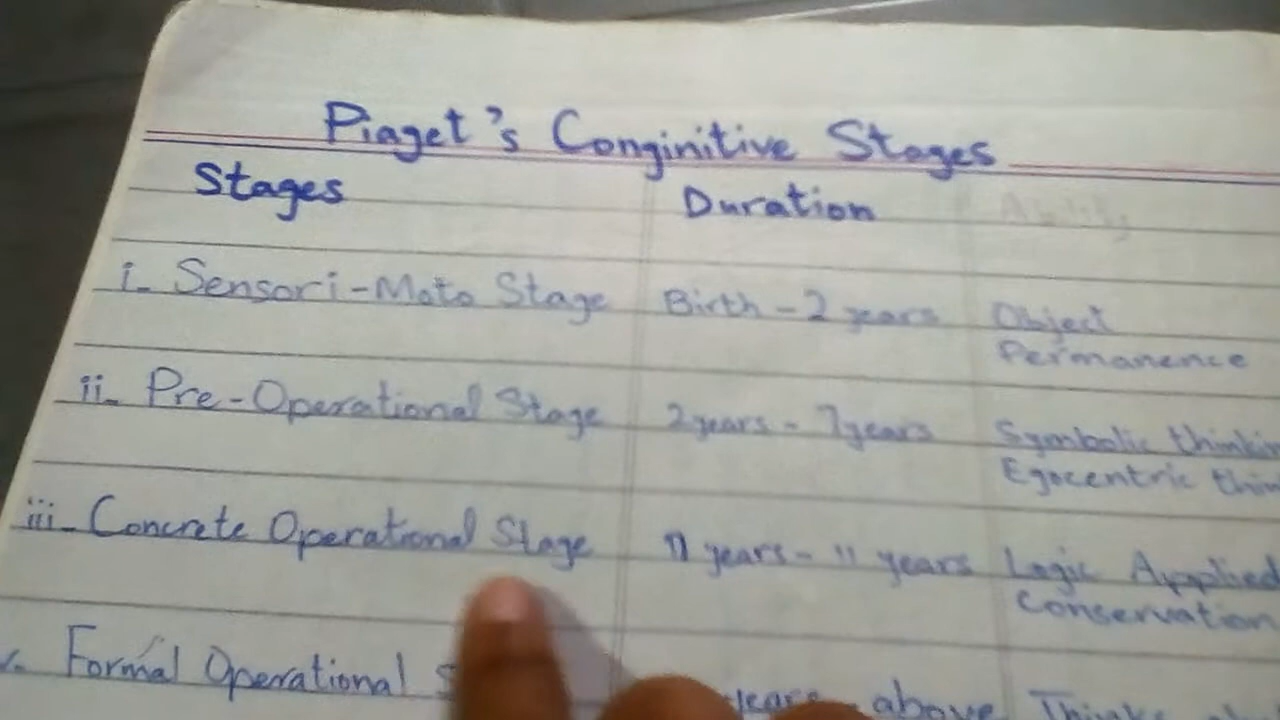 Piaget's Conginitive Stages
Stages Duration Ability
i- Sensori-Moto Stage Birth - 2 years Object
Permanence
ii- Pre-Operational Stage 2years - 7years Symbolic
Egocentric
iii- Concrete Operational Stage years - 11 years Logic Applied
Conservation
Formal Operational above